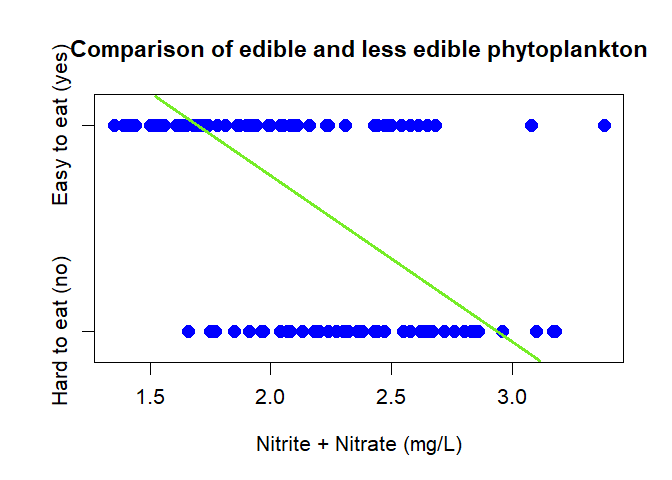 Comparison of edible and less edible phytoplankton
Easy to eat (yes)
Hard to eat (no)
1.5 2.0 2.5 3.0
Nitrite + Nitrate (mg/L)